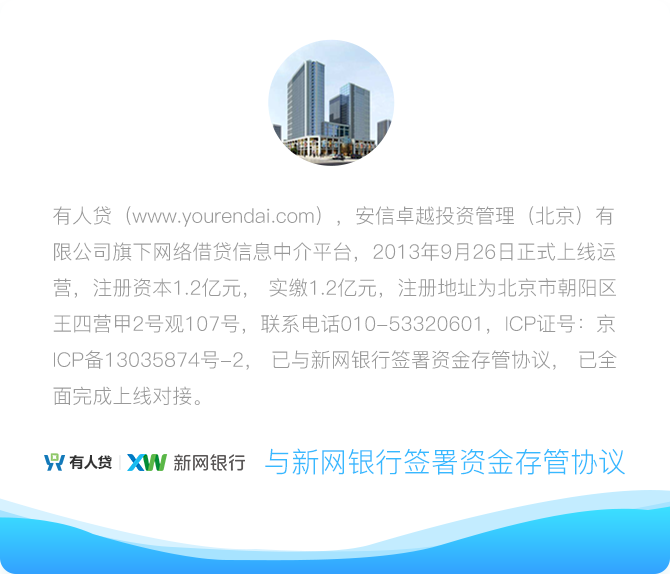 有人贷（www.yourendai.com），安信卓越投资管理（北京）有
限公司旗下网络借贷信息中介平台，2013年9月26日正式上线运
营，注册资本1.2亿元， 实缴1.2亿元，注册地址为北京市朝阳区
王四营甲2号观107号，联系电话010-53320601，ICP证号：京
ICP备13035874号-2， 已与新网银行签署资金存管协议， 已全
面完成上线对接。
有人贷 XW 新网银行 与新网银行签署资金存管协议